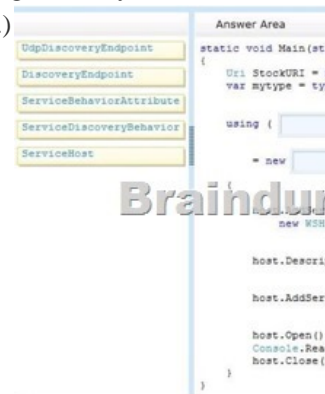 )
UdpDiscoveryEndpoint
DiscoveryEndpoint
ServiceBehaviorAttribute
ServiceDiscoveryBehavior
ServiceHost
Answer Area
static void Main(st
{
Uri StockURI =
var mytype = ty
using (
= new
{
new WSH
host.Descri
host.AddSer
host.Open()
Console.Rea
host.Close(
}
}
Braindu